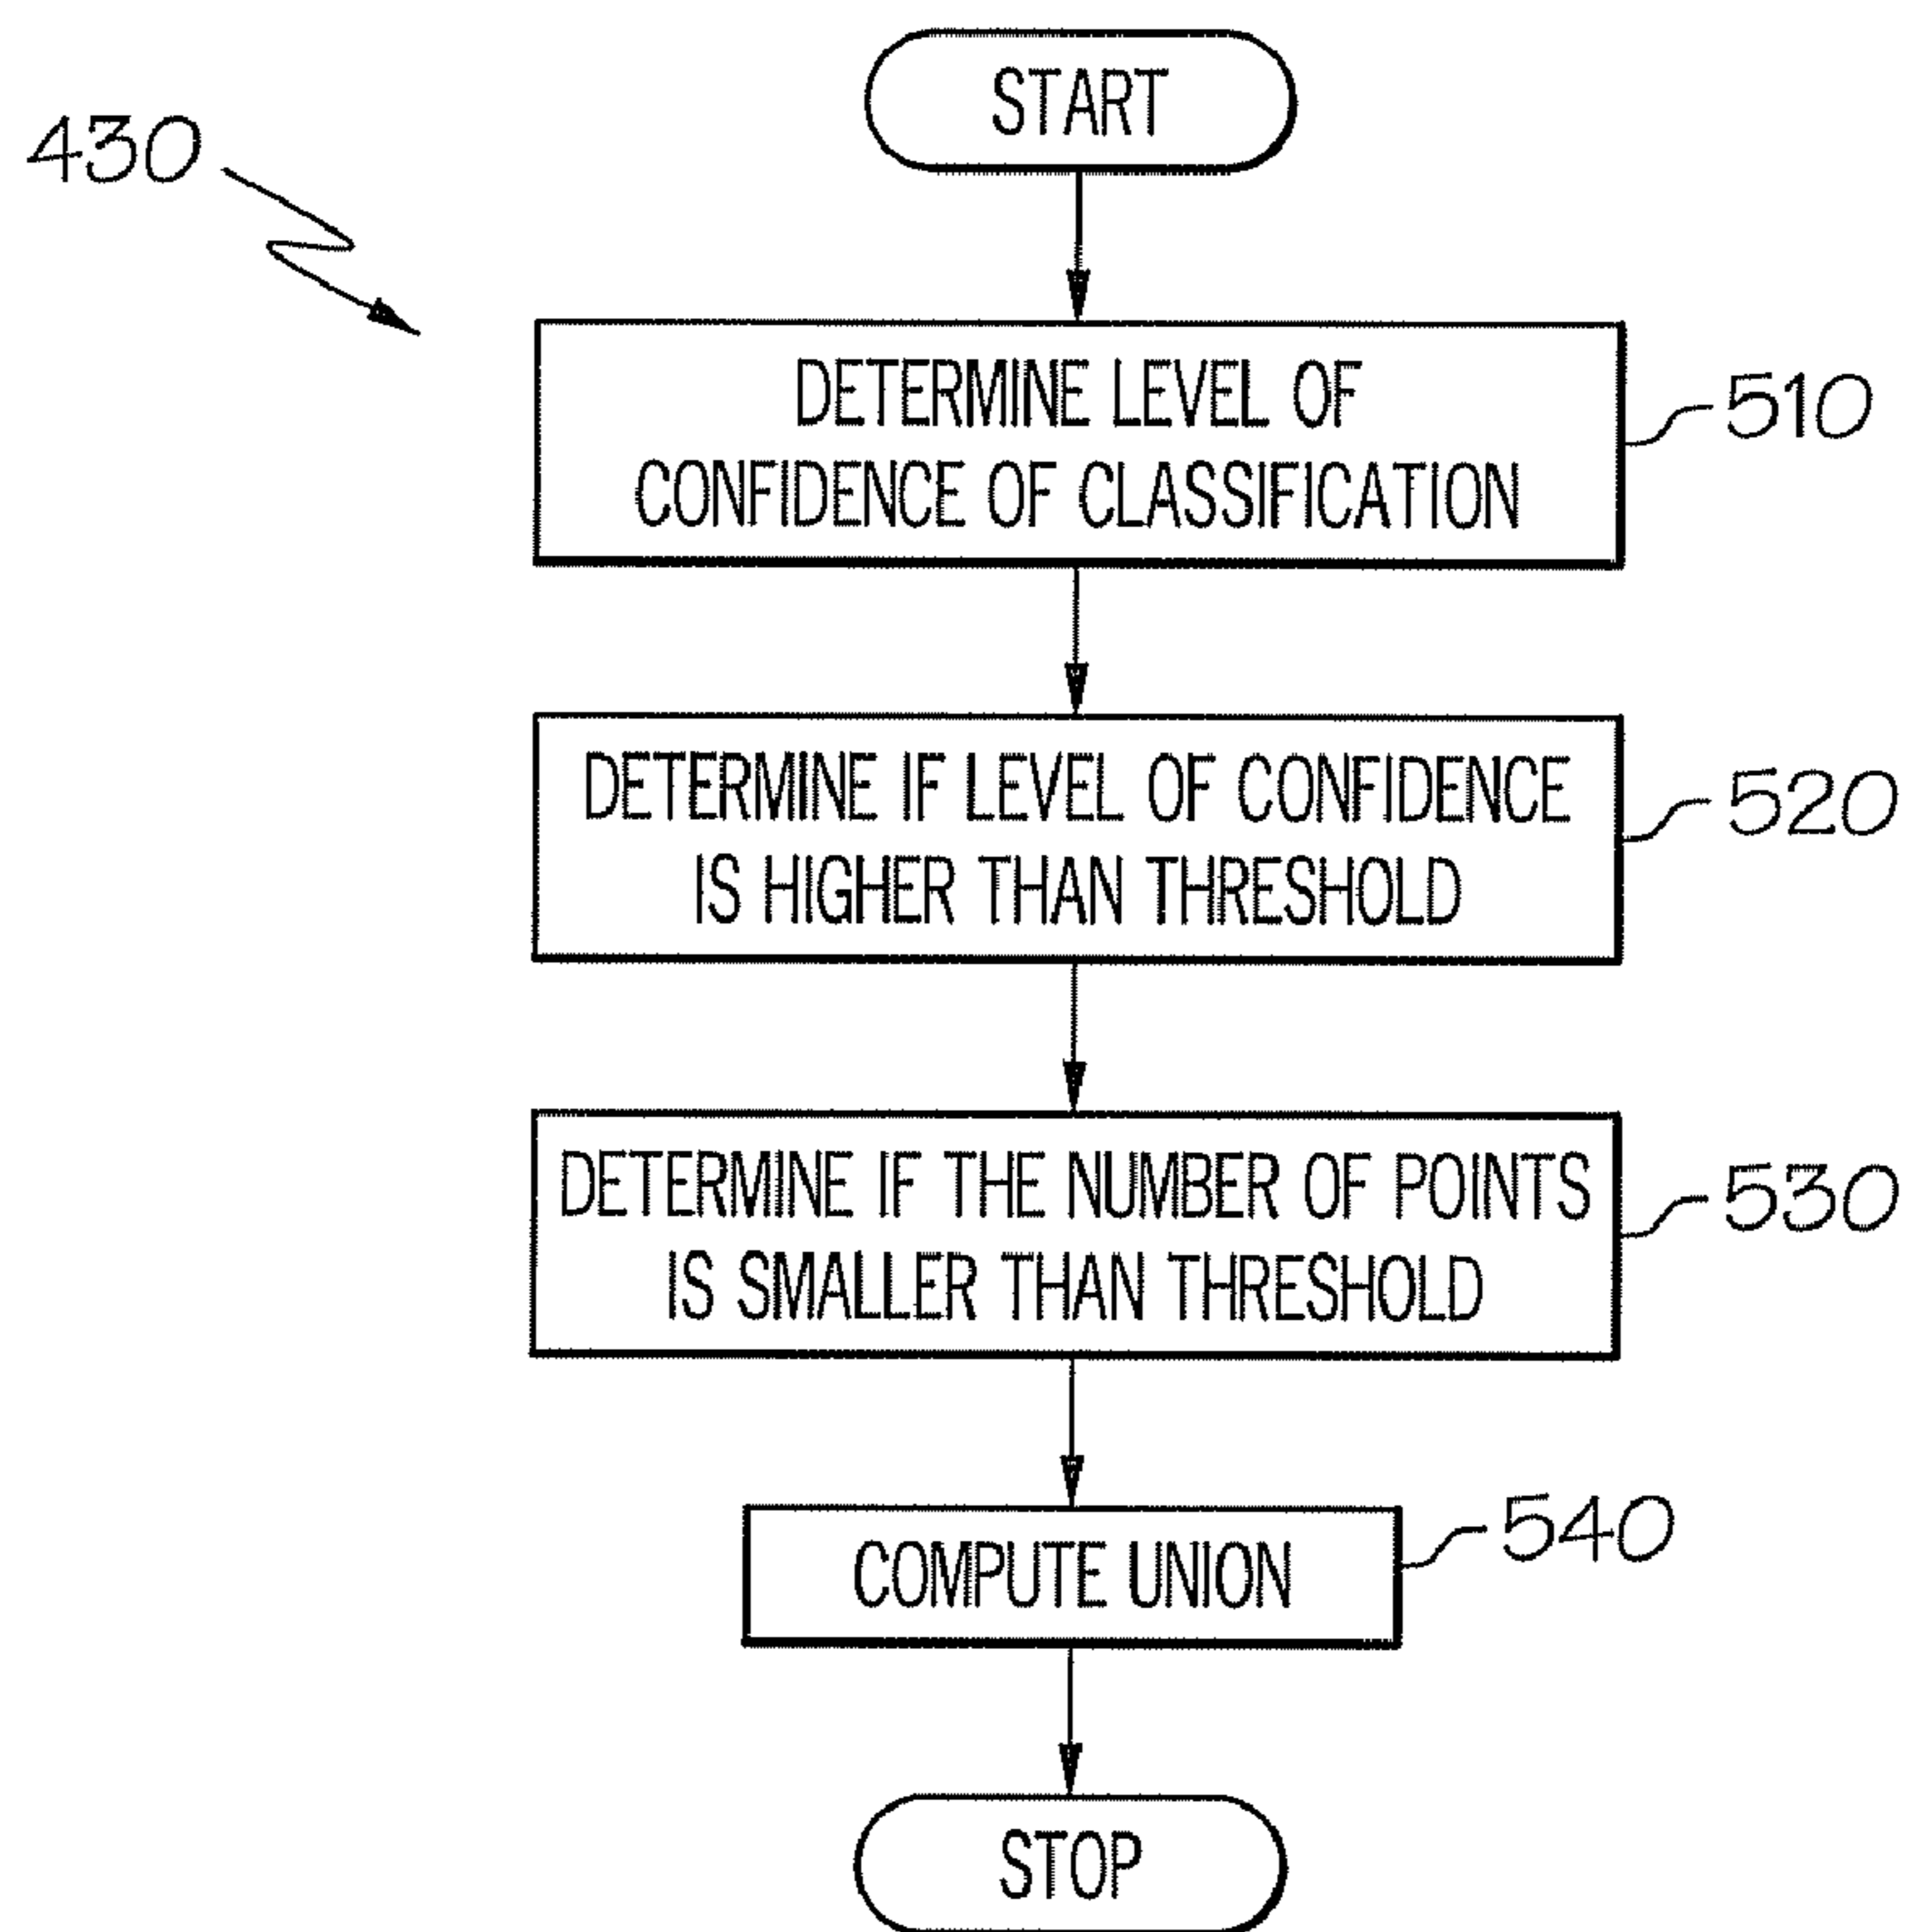 START
430
DETERMINE LEVEL OF
CONFIDENCE OF CLASSIFICATION
510
DETERMINE IF LEVEL OF CONFIDENCE
IS HIGHER THAN THRESHOLD
520
DETERMINE IF THE NUMBER OF POINTS
IS SMALLER THAN THRESHOLD
530
COMPUTE UNION
540
STOP